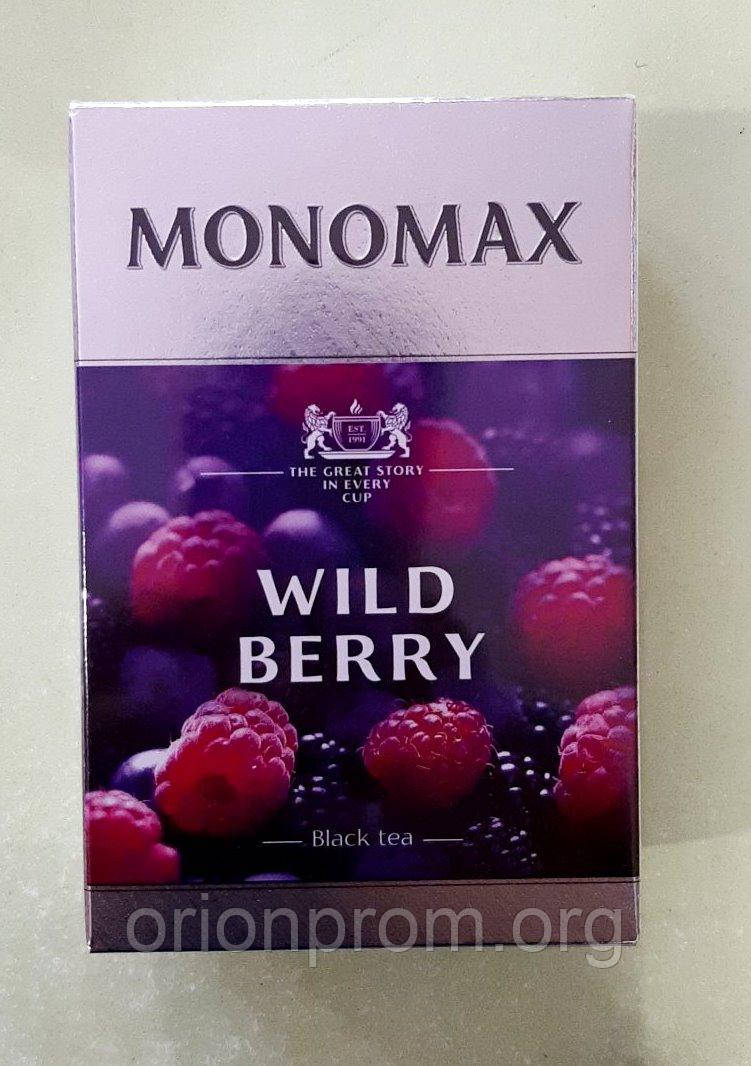 MONOMAX
EST.
1991
THE GREAT STORY
IN EVERY
CUP
WILD
BERRY
Black tea
orionprom.org